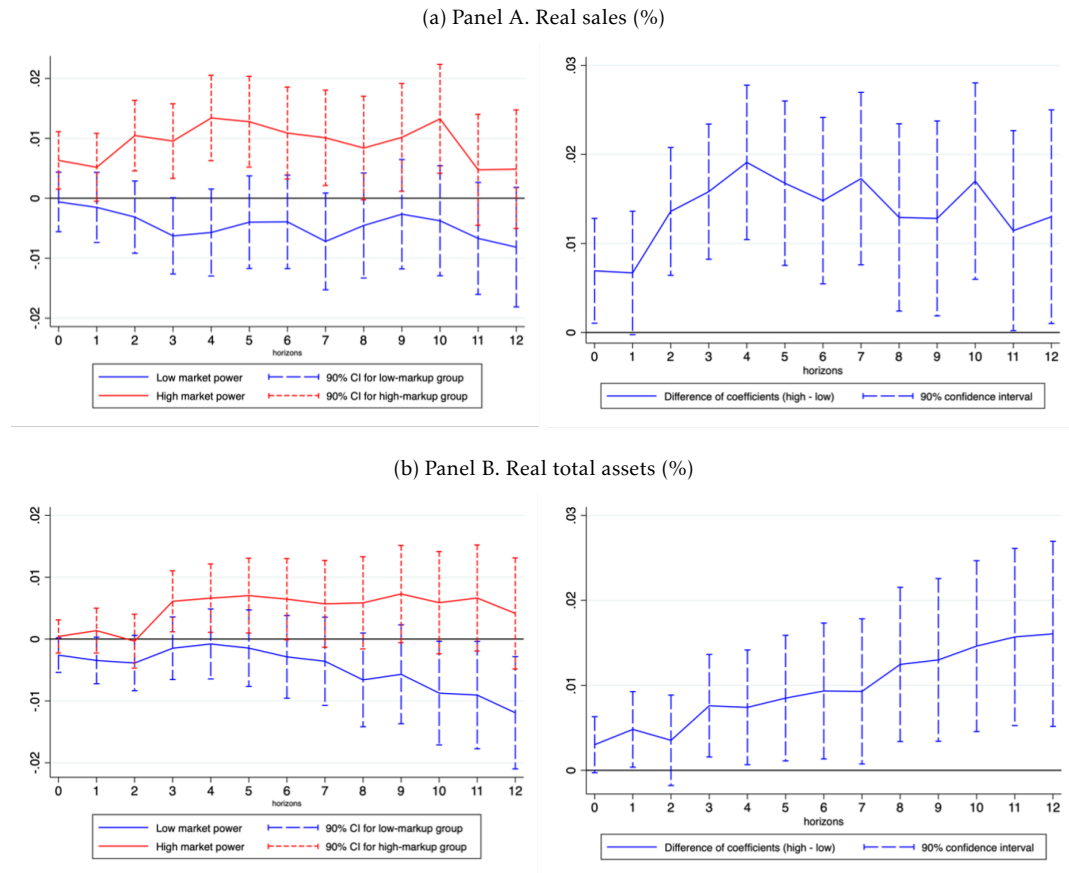 (a) Panel A. Real sales (%)
.02
.01
0
-.01
-.02
0 1 2 3 4 5 6 7 8 9 10 11 12
horizons
Low market power 90% CI for low-markup group
High market power 90% CI for high-markup group
.03
.02
.01
0
0 1 2 3 4 5 6 7 8 9 10 11 12
horizons
Difference of coefficients (high - low) 90% confidence interval
(b) Panel B. Real total assets (%)
.02
.01
0
-.01
-.02
0 1 2 3 4 5 6 7 8 9 10 11 12
horizons
Low market power 90% CI for low-markup group
High market power 90% CI for high-markup group
.03
.02
.01
0
0 1 2 3 4 5 6 7 8 9 10 11 12
horizons
Difference of coefficients (high - low) 90% confidence interval